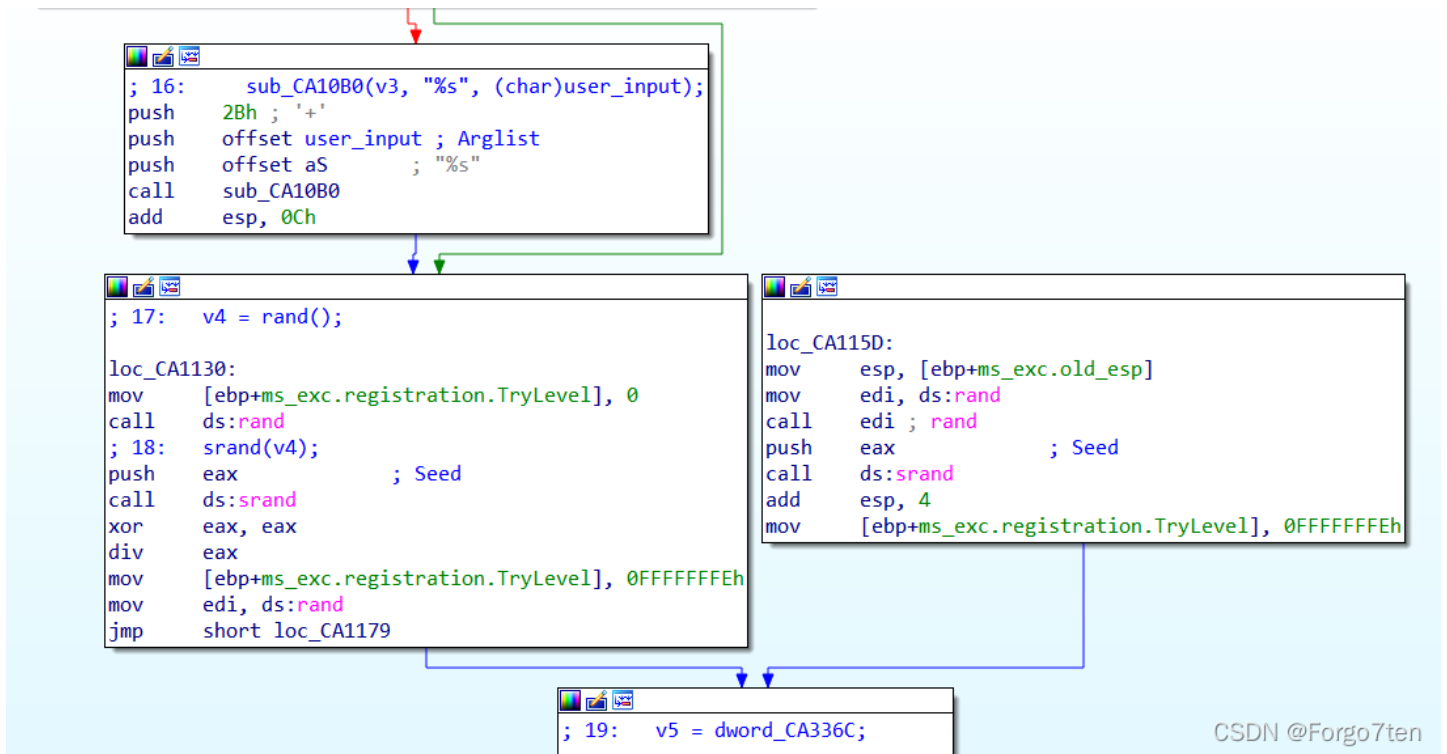 ; 16:     sub_CA10B0(v3, "%s", (char)user_input);
push    2Bh ; '+'
push    offset user_input ; Arglist
push    offset aS       ; "%s"
call    sub_CA10B0
add     esp, 0Ch
; 17:   v4 = rand();
loc_CA1130:
mov     [ebp+ms_exc.registration.TryLevel], 0
call    ds:rand
; 18:   srand(v4);
push    eax             ; Seed
call    ds:srand
xor     eax, eax
div     eax
mov     [ebp+ms_exc.registration.TryLevel], 0FFFFFFFEh
mov     edi, ds:rand
jmp     short loc_CA1179
loc_CA115D:
mov     esp, [ebp+ms_exc.old_esp]
mov     edi, ds:rand
call    edi ; rand
push    eax             ; Seed
call    ds:srand
add     esp, 4
mov     [ebp+ms_exc.registration.TryLevel], 0FFFFFFFEh
; 19:   v5 = dword_CA336C;
CSDN @Forgo7ten